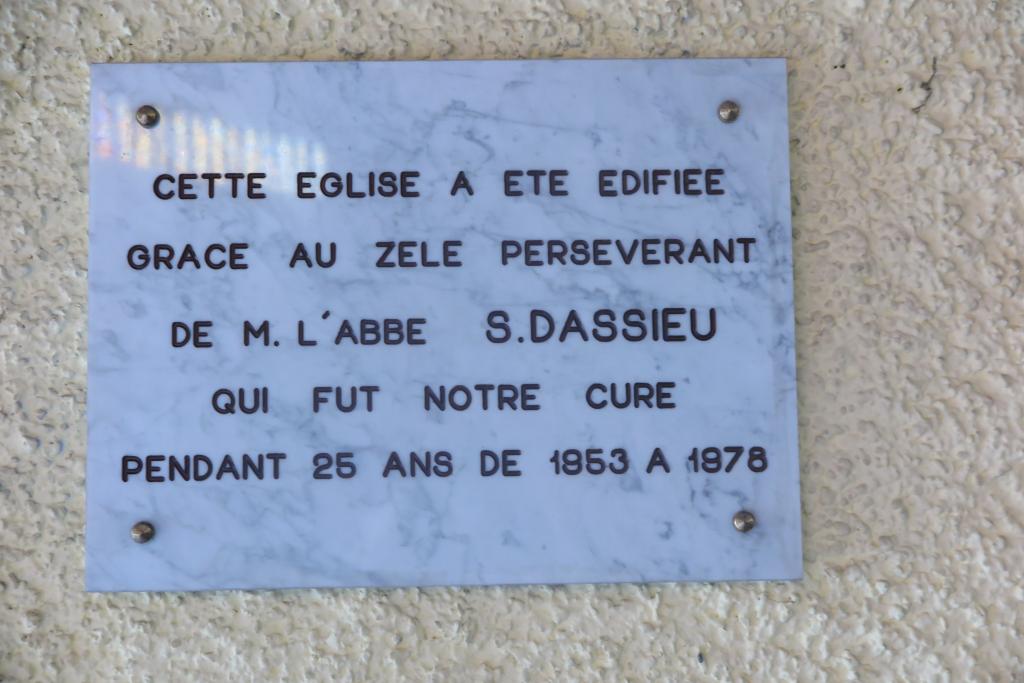 CETTE EGLISE A ETE EDIFIEE
GRACE AU ZELE PERSEVERANT
DE M. L'ABBE S.DASSIEU
QUI FUT NOTRE CURE
PENDANT 25 ANS DE 1953 A 1978